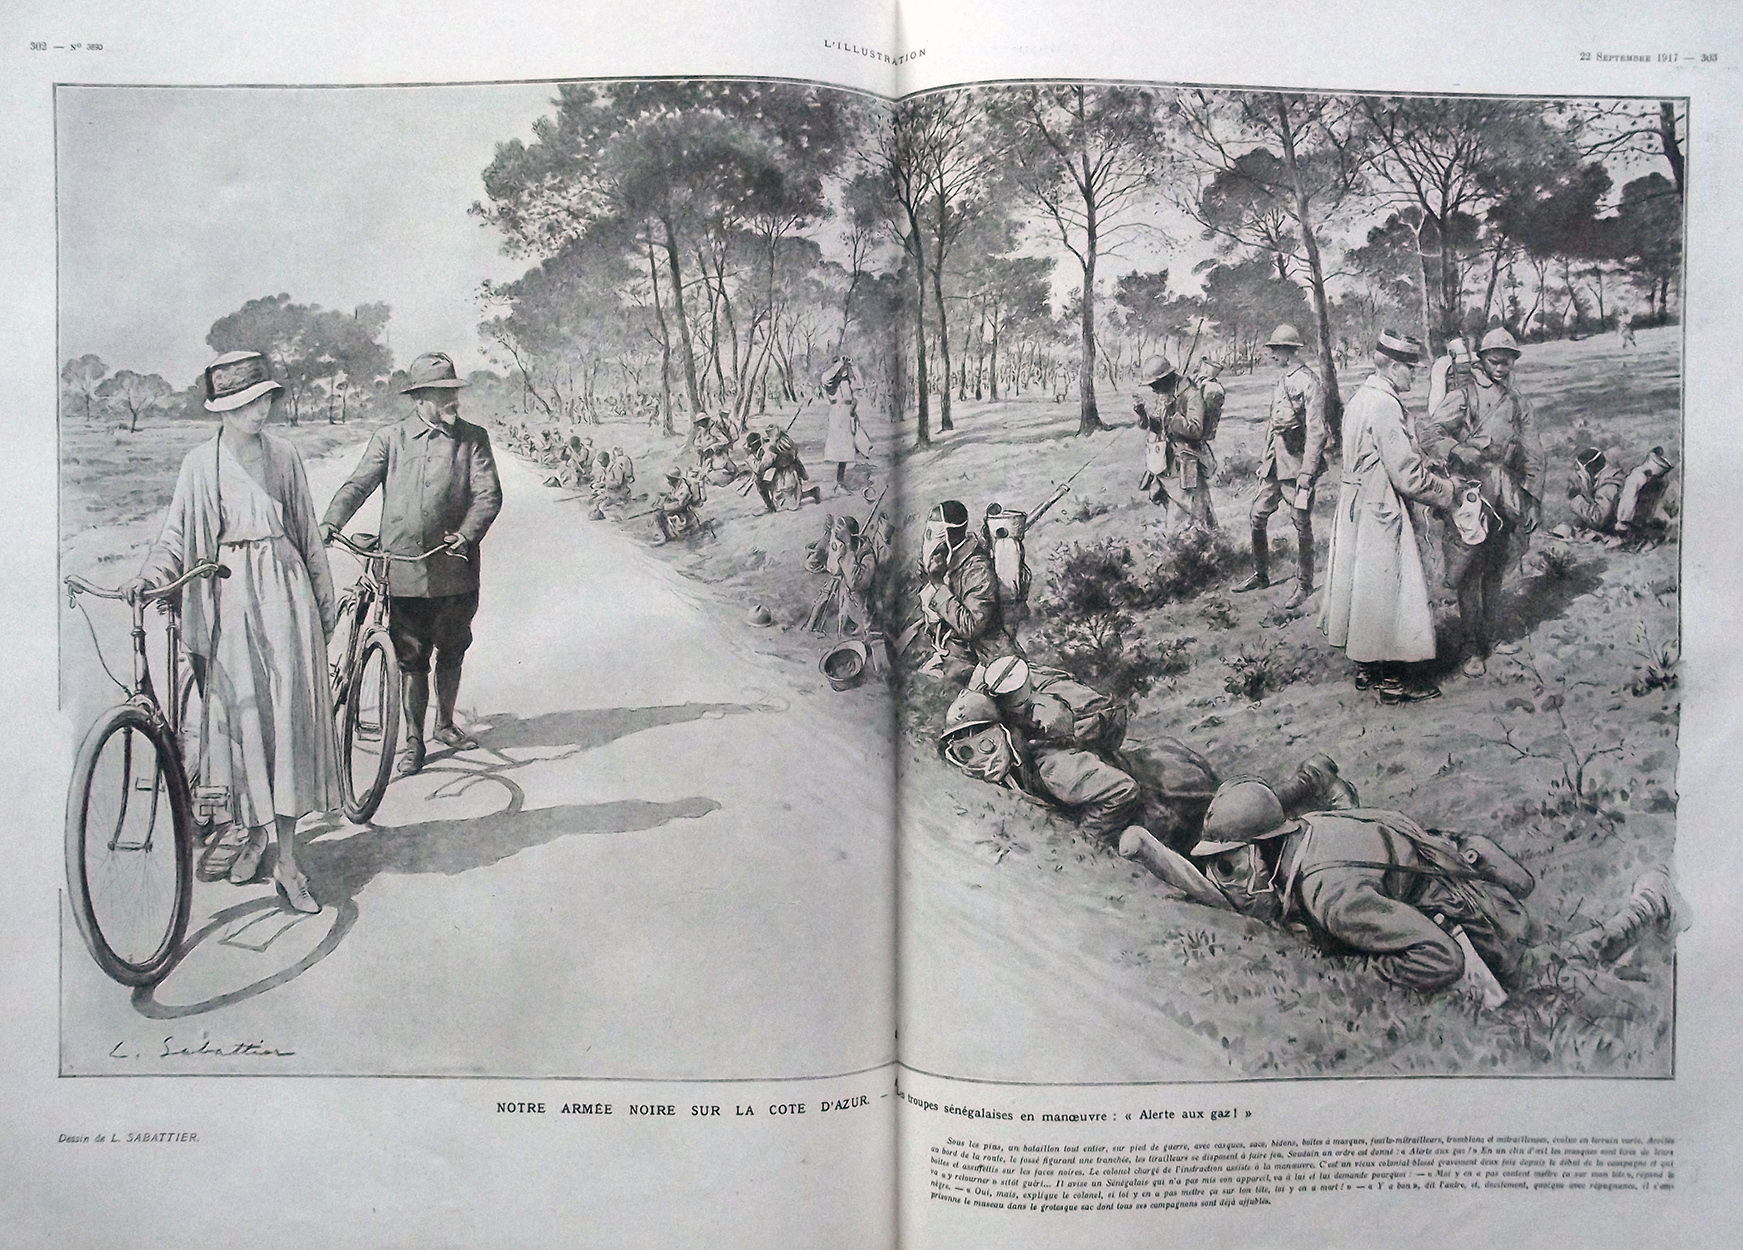 302 — N° 3890
L'ILLUSTRATION
22 SEPTEMBRE 1917 — 303
L. Sabattier
NOTRE ARMÉE NOIRE SUR LA COTE D'AZUR. — Les troupes sénégalaises en manœuvre : « Alerte aux gaz ! »
Dessin de L. SABATTIER.
Sous les pins, un bataillon tout entier, sur pied de guerre, avec casques, sacs, bidons, boîtes à masques, fusils-mitrailleurs, tromblons et mitrailleuses, évolue en terrain varié. Arrêtés
au bord de la route, le fossé figurant une tranchée, les tirailleurs se disposent à faire feu. Soudain un ordre est donné : « Alerte aux gaz ! » En un clin d'œil les masques sont tirés de leurs
boîtes et assujettis sur les faces noires. Le colonel chargé de l'instruction assiste à la manœuvre. C'est un vieux colonial blessé gravement deux fois depuis le début de la campagne et qui
va « y retourner » sitôt guéri... Il avise un Sénégalais qui n'a pas mis son appareil, va à lui et lui demande pourquoi : — « Moi y en a pas content mettre ça sur mon tête », répond le
nègre. — « Oui, mais, explique le colonel, si toi y en a pas mettre ça sur ton tête, toi y en a mort ! » — « Y a bon », dit l'autre, et, docilement, quoique avec répugnance, il
prisonne le museau dans le grotesque sac dont tous ses compagnons sont déjà affublés.